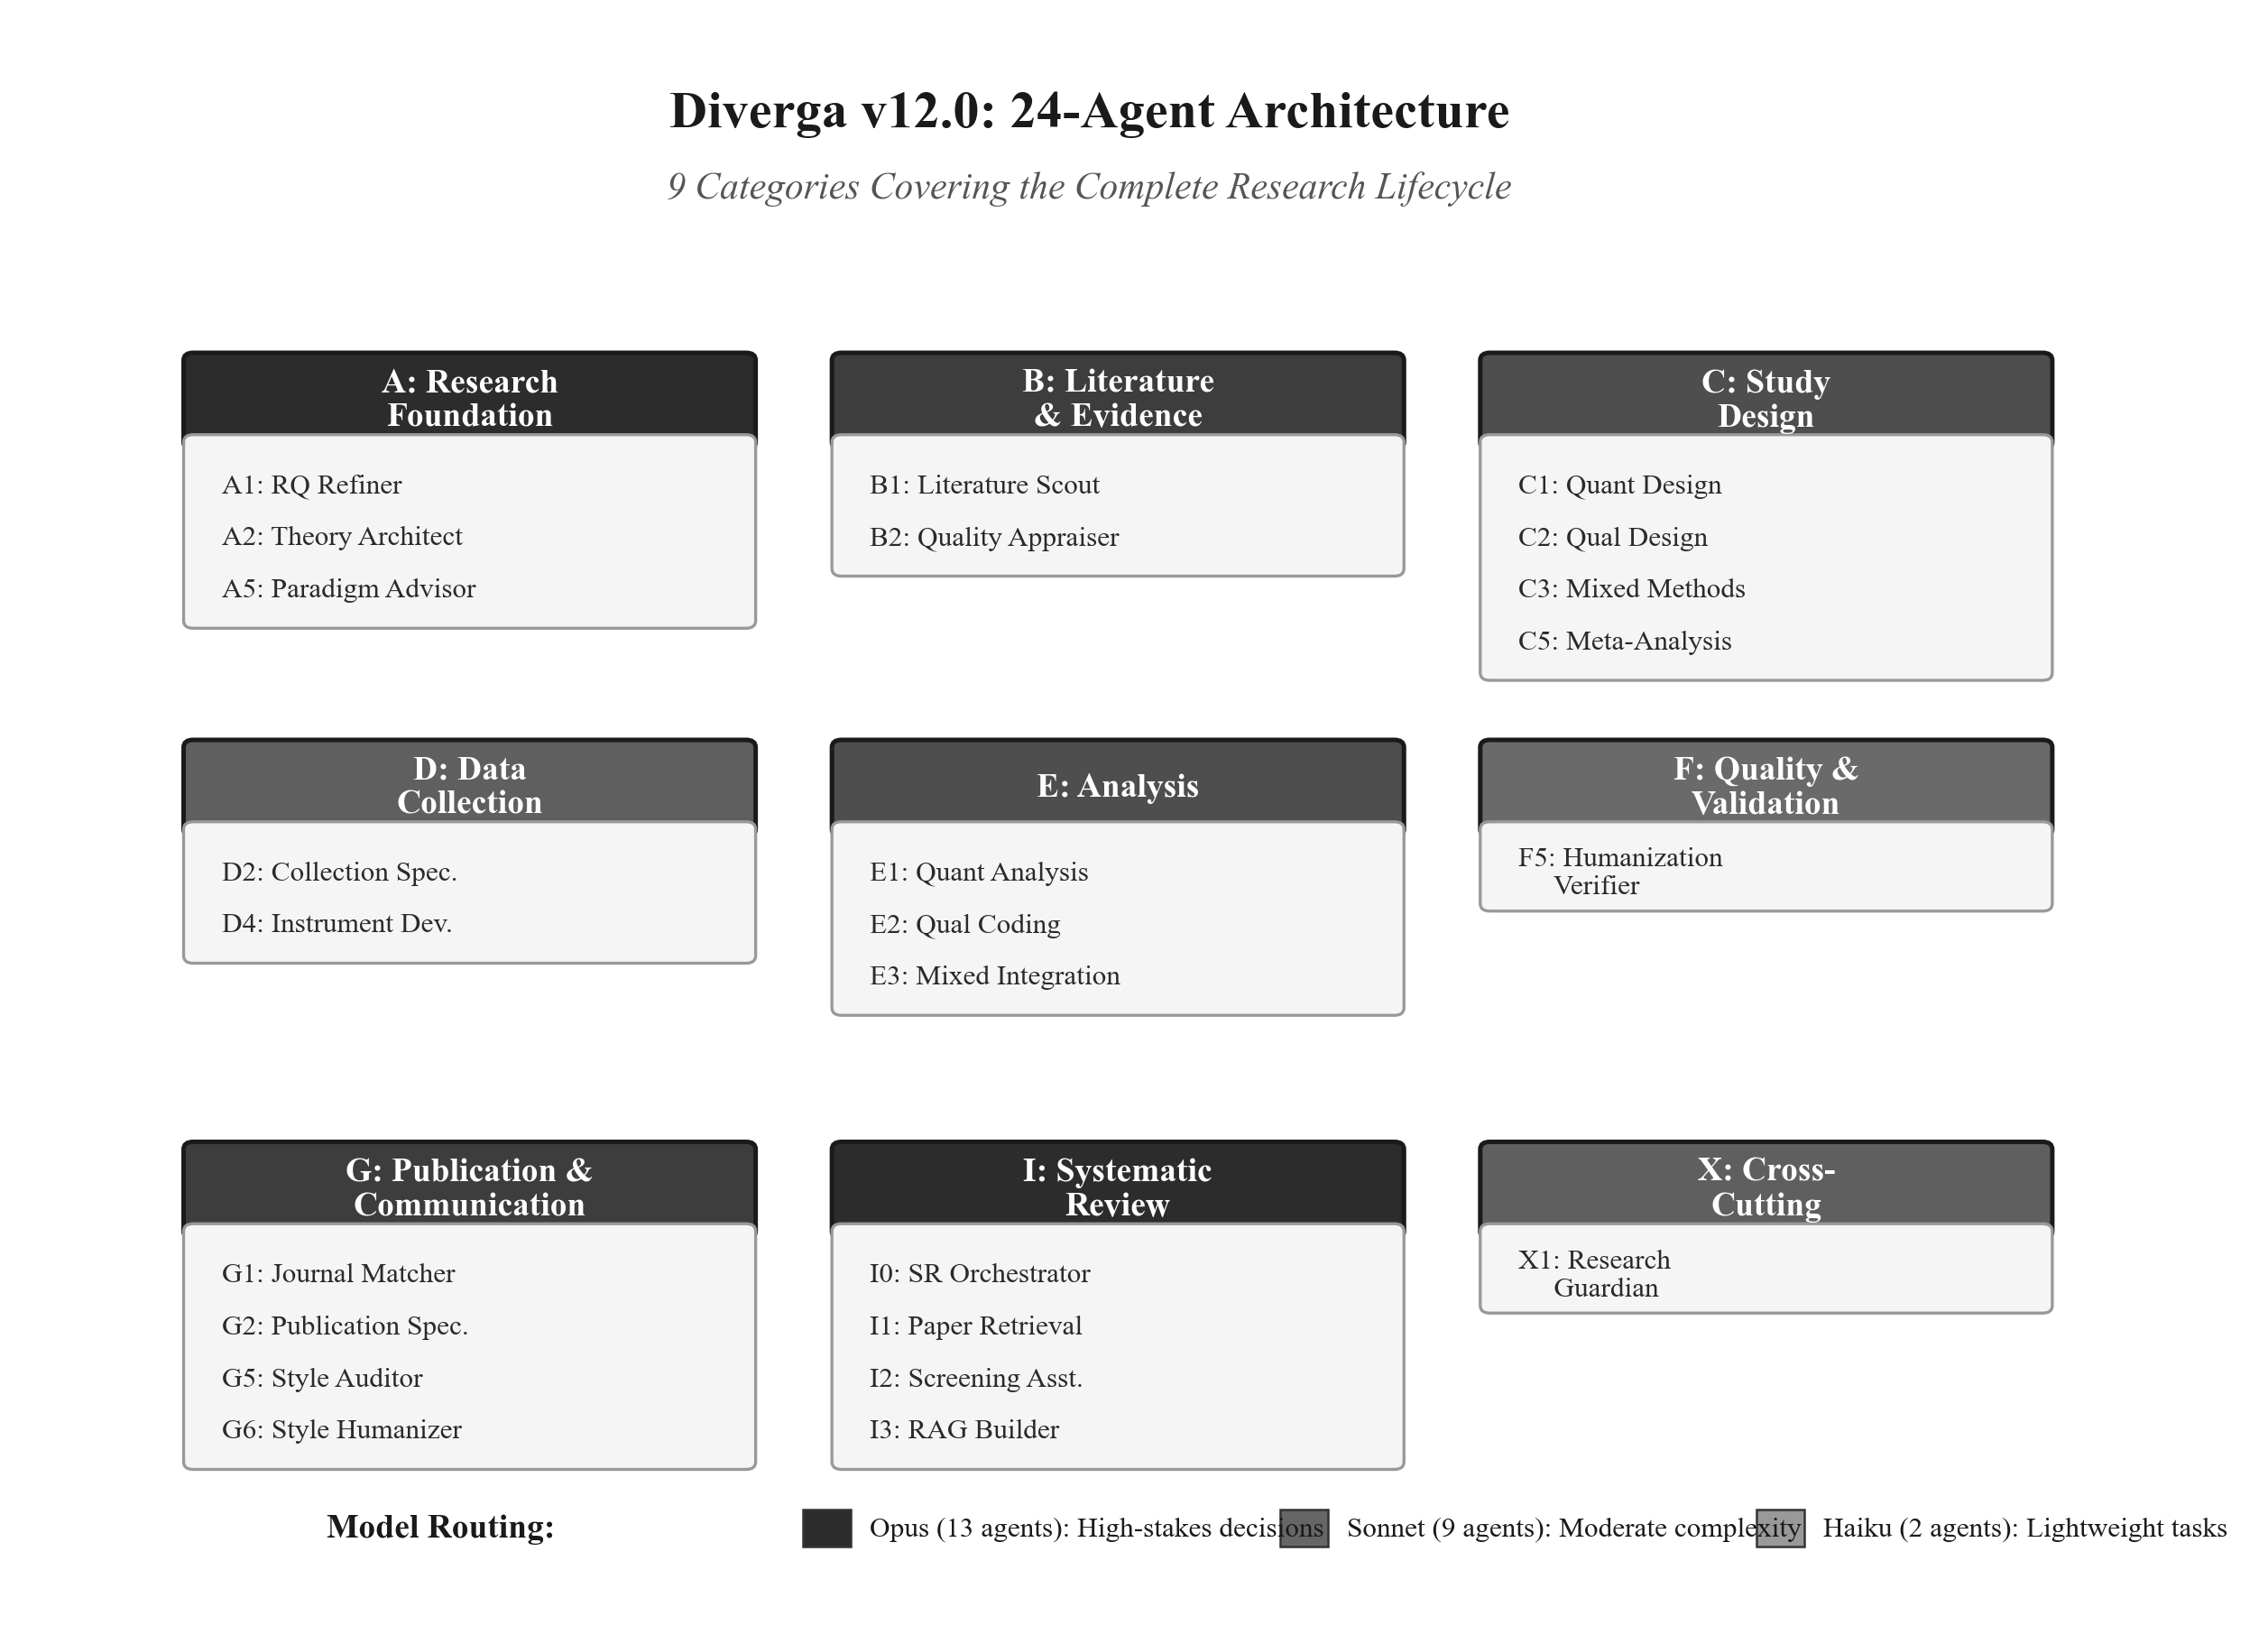 Diverga v12.0: 24-Agent Architecture
9 Categories Covering the Complete Research Lifecycle
A: Research
Foundation
A1: RQ Refiner
A2: Theory Architect
A5: Paradigm Advisor
B: Literature
& Evidence
B1: Literature Scout
B2: Quality Appraiser
C: Study
Design
C1: Quant Design
C2: Qual Design
C3: Mixed Methods
C5: Meta-Analysis
D: Data
Collection
D2: Collection Spec.
D4: Instrument Dev.
E: Analysis
E1: Quant Analysis
E2: Qual Coding
E3: Mixed Integration
F: Quality &
Validation
F5: Humanization
Verifier
G: Publication &
Communication
G1: Journal Matcher
G2: Publication Spec.
G5: Style Auditor
G6: Style Humanizer
I: Systematic
Review
I0: SR Orchestrator
I1: Paper Retrieval
I2: Screening Asst.
I3: RAG Builder
X: Cross-
Cutting
X1: Research
Guardian
Model Routing:
Opus (13 agents): High-stakes decisions
Sonnet (9 agents): Moderate complexity
Haiku (2 agents): Lightweight tasks